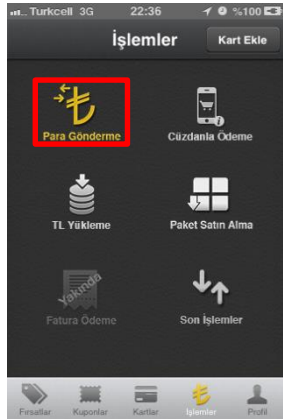 Turkcell 3G 22:36 %100
İşlemler Kart Ekle
Para Gönderme Cüzdanla Ödeme
TL Yükleme Paket Satın Alma
Yakında
Fatura Ödeme Son İşlemler
Fırsatlar Kuponlar Kartlar İşlemler Profil